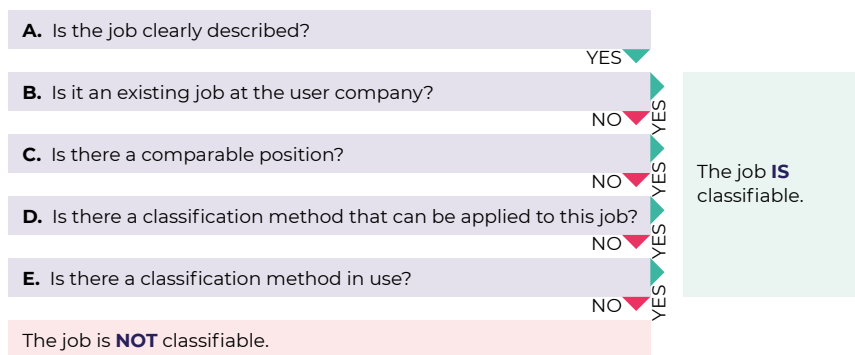 A. Is the job clearly described?
YES
B. Is it an existing job at the user company?
YES
NO
C. Is there a comparable position?
YES
NO
D. Is there a classification method that can be applied to this job?
YES
NO
E. Is there a classification method in use?
YES
NO
The job is NOT classifiable.
The job IS
classifiable.